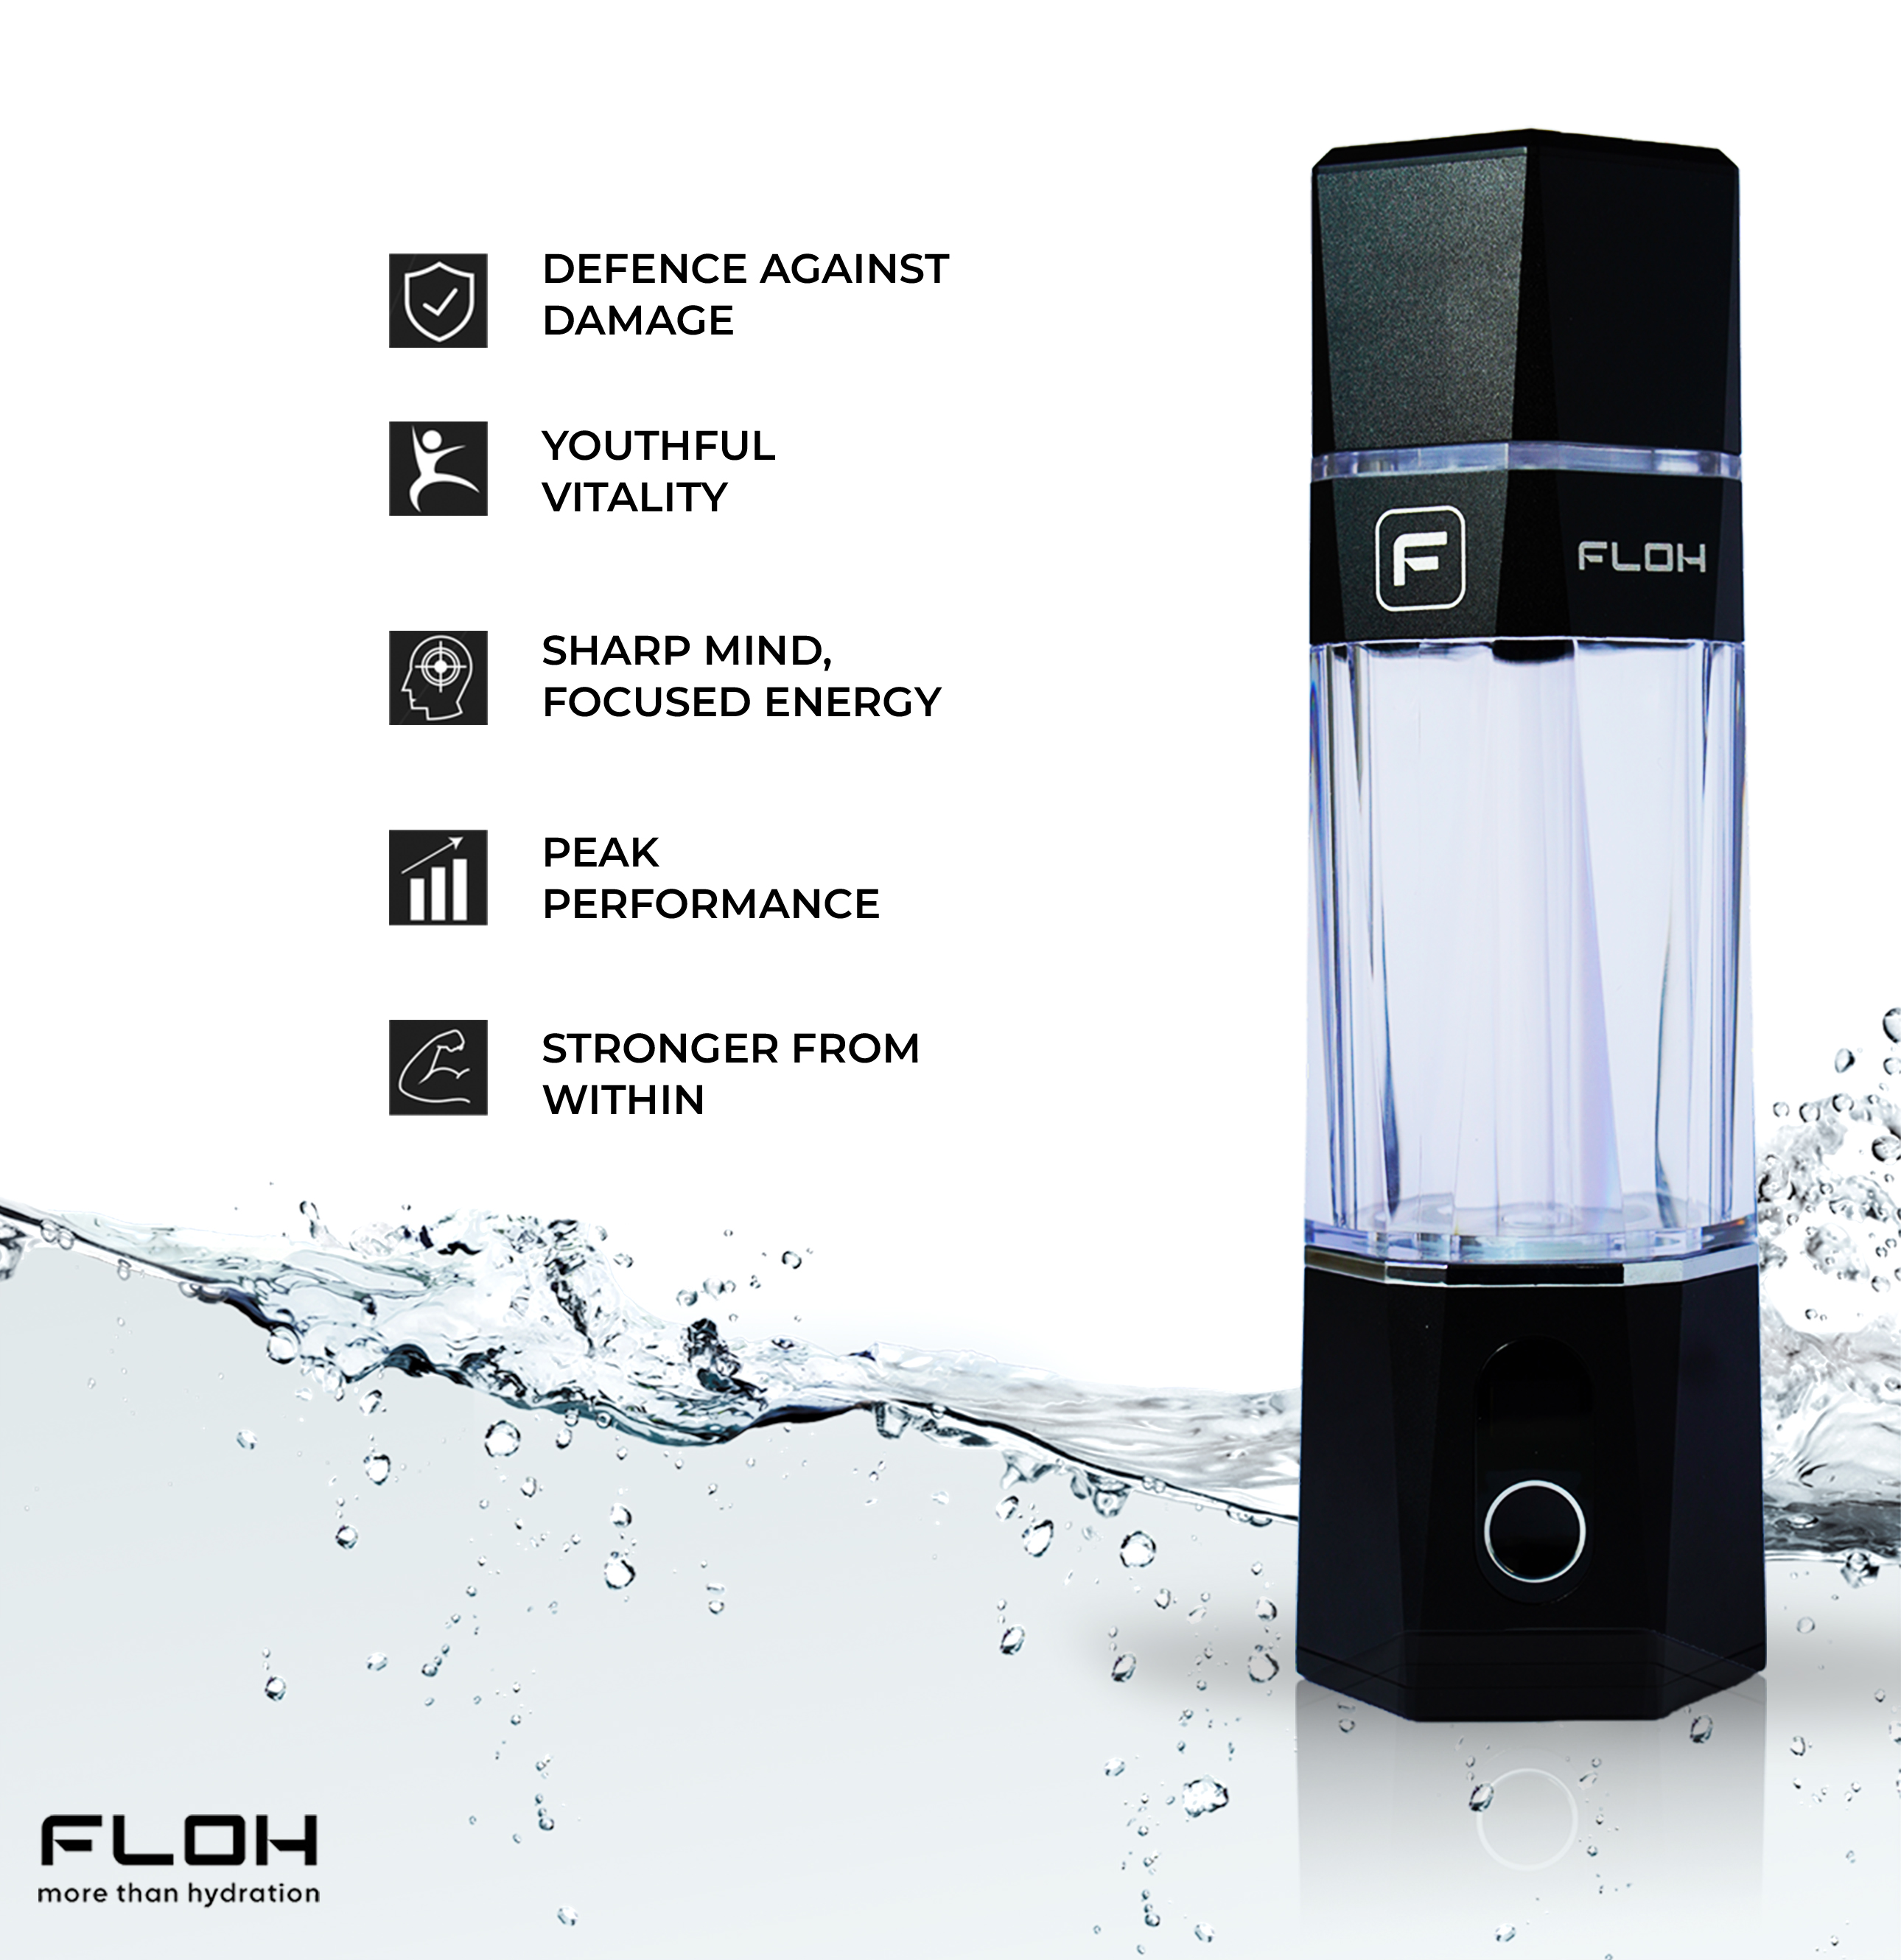 DEFENCE AGAINST
DAMAGE
YOUTHFUL
VITALITY
SHARP MIND,
FOCUSED ENERGY
PEAK
PERFORMANCE
STRONGER FROM
WITHIN
F
FLOH
FLOH
more than hydration